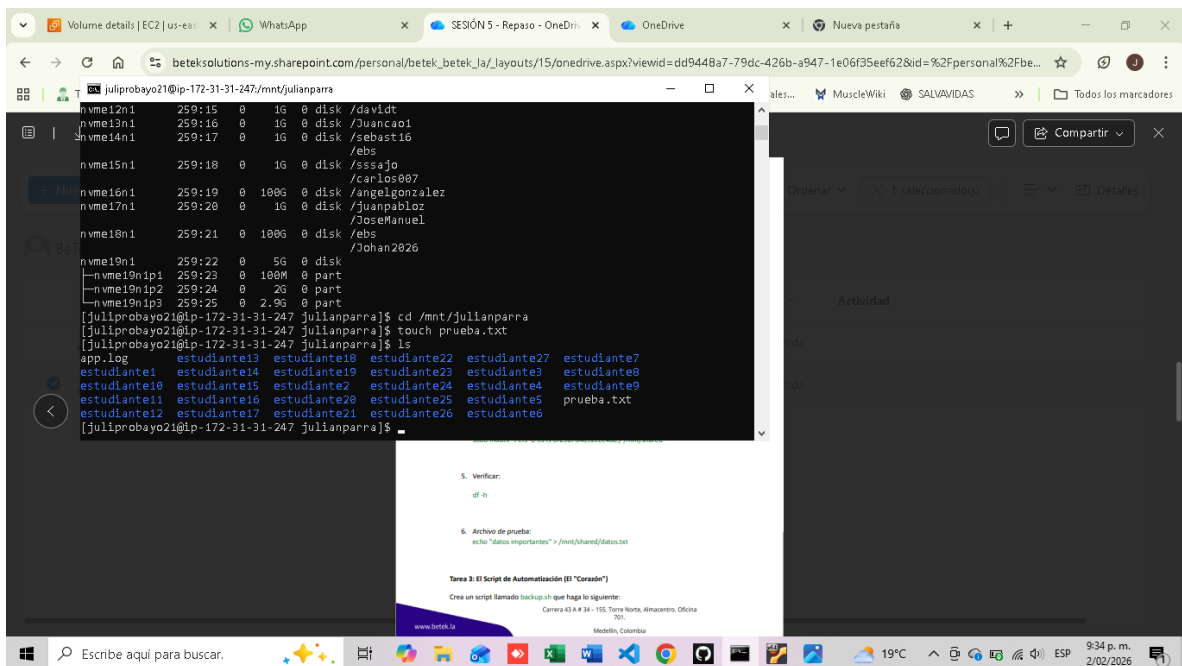 Volume details | EC2 | us-eas
WhatsApp
SESIÓN 5 - Repaso - OneDriv
OneDrive
Nueva pestaña
beteksolutions-my.sharepoint.com/personal/betek_betek_la/_layouts/15/onedrive.aspx?viewid=dd9448a7-79dc-426b-a947-1e06f35eef62&id=%2Fpersonal%2Fbe...
J
MuscleWiki
SALVAVIDAS
Todos los marcadores
juliprobayo21@ip-172-31-31-247:/mnt/julianparra
nvme12n1 259:15 0 1G 0 disk /davidt
nvme13n1 259:16 0 1G 0 disk /Juancao1
nvme14n1 259:17 0 1G 0 disk /sebast16
/ebs
nvme15n1 259:18 0 1G 0 disk /sssajo
/carlos007
nvme16n1 259:19 0 100G 0 disk /angelgonzalez
nvme17n1 259:20 0 1G 0 disk /juanpabloz
/JoseManuel
nvme18n1 259:21 0 100G 0 disk /ebs
/Johan2026
nvme19n1 259:22 0 5G 0 disk
├─nvme19n1p1 259:23 0 100M 0 part
├─nvme19n1p2 259:24 0 2G 0 part
└─nvme19n1p3 259:25 0 2.9G 0 part
[juliprobayo21@ip-172-31-31-247 julianparra]$ cd /mnt/julianparra
[juliprobayo21@ip-172-31-31-247 julianparra]$ touch prueba.txt
[juliprobayo21@ip-172-31-31-247 julianparra]$ ls
app.log estudiante13 estudiante18 estudiante22 estudiante27 estudiante7
estudiante1 estudiante14 estudiante19 estudiante23 estudiante3 estudiante8
estudiante10 estudiante15 estudiante2 estudiante24 estudiante4 estudiante9
estudiante11 estudiante16 estudiante20 estudiante25 estudiante5 prueba.txt
estudiante12 estudiante17 estudiante21 estudiante26 estudiante6
[juliprobayo21@ip-172-31-31-247 julianparra]$
Compartir
Ordenar
1 seleccionado(s)
Detalles
Actividad
5. Verificar:
df -h
6. Archivo de prueba:
echo "datos importantes" > /mnt/shared/datos.txt
Tarea 3: El Script de Automatización (El "Corazón")
Crea un script llamado backup.sh que haga lo siguiente:
Carrera 43 A # 34 – 155. Torre Norte, Almacentro. Oficina
701.
www.betek.la
Medellín, Colombia
Escribe aquí para buscar.
19°C
ESP
9:34 p. m.
2/02/2026